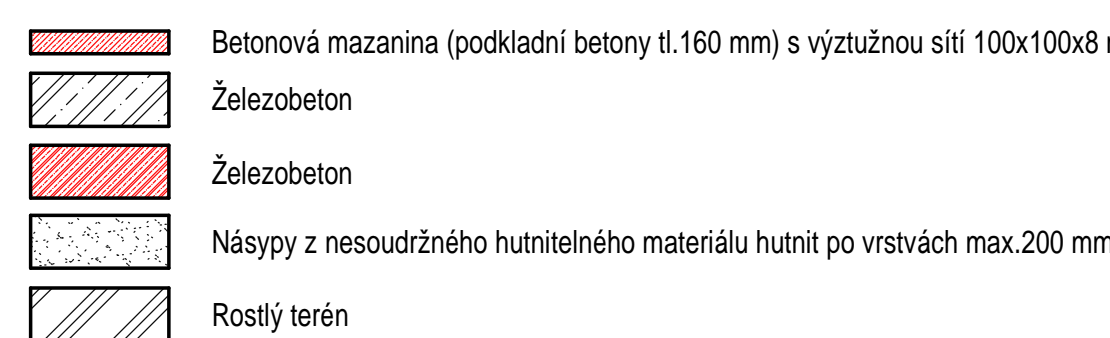 Betonová mazanina (podkladní betony tl.160 mm) s výztužnou sítí 100x100x8
Železobeton
Železobeton
Násypy z nesoudržného hutnitelného materiálu hutnit po vrstvách max.200 mm
Rostlý terén